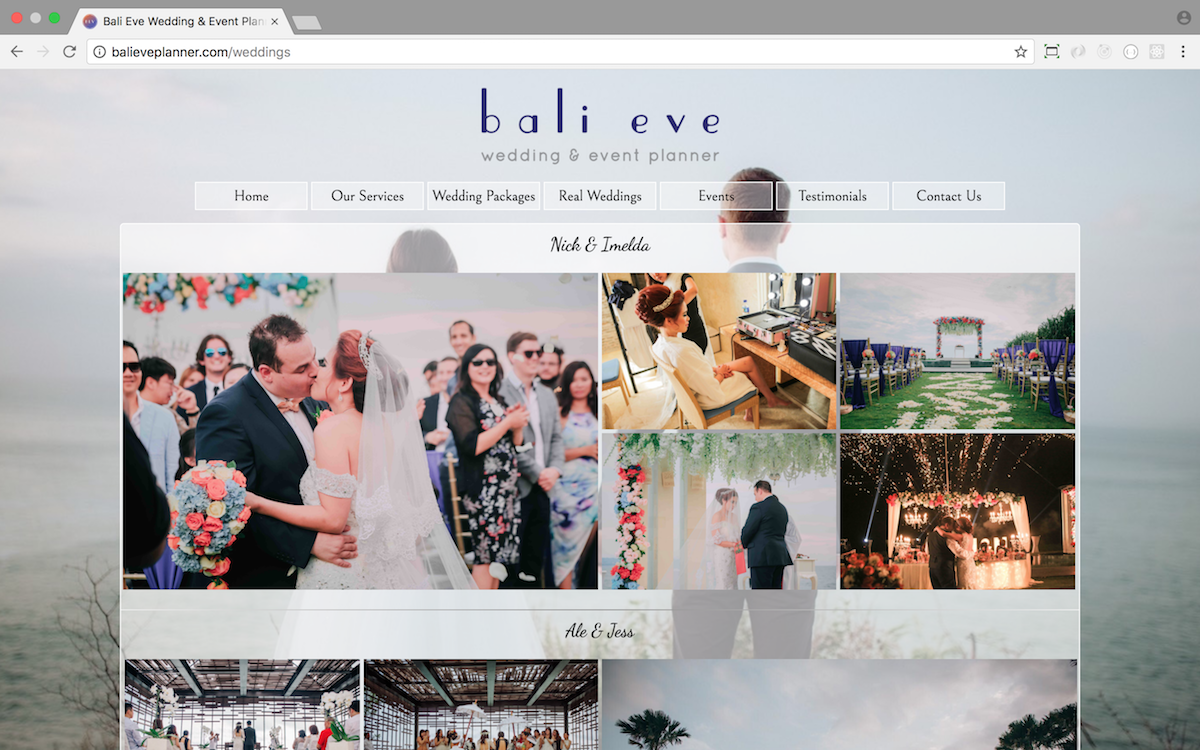 Bali Eve Wedding & Event Plan
balieveplanner.com/weddings
bali eve
wedding & event planner
Home Our Services Wedding Packages Real Weddings Events Testimonials Contact Us
Nick & Imelda
Ale & Jess